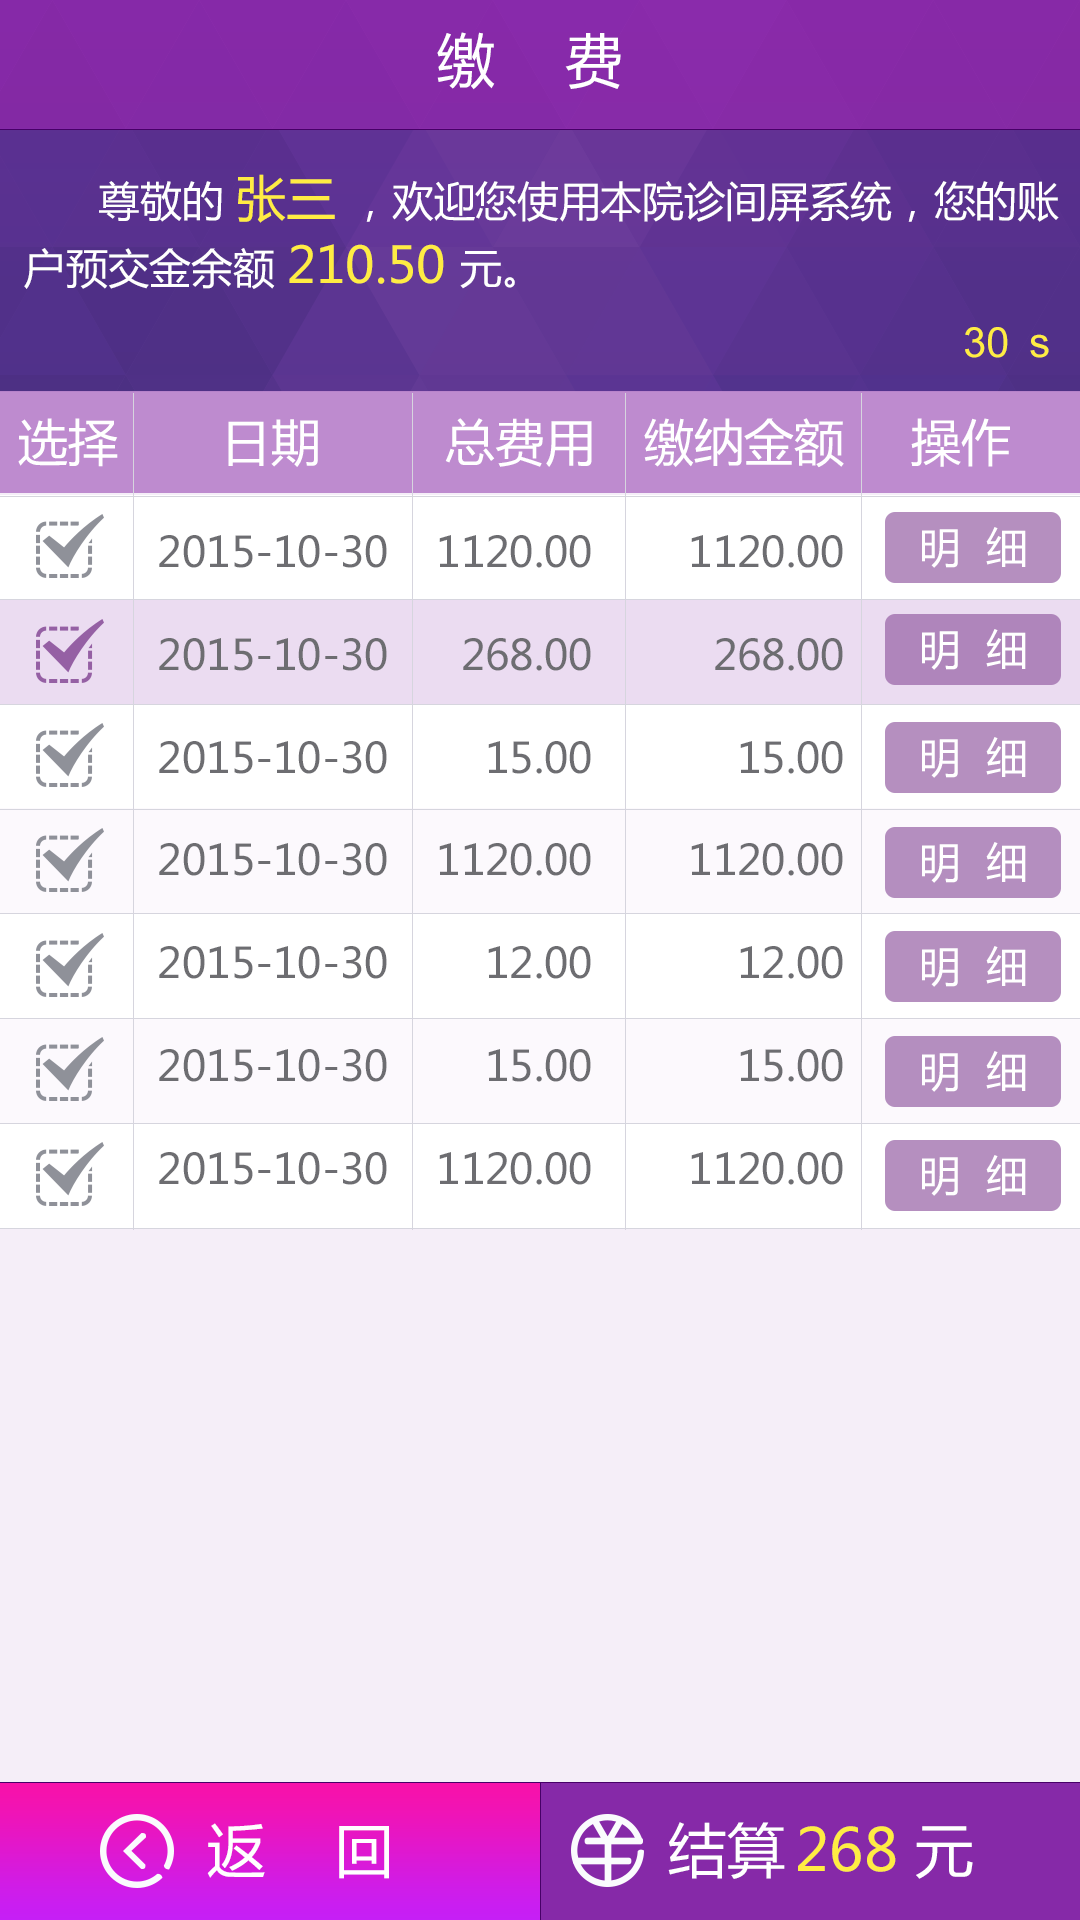 缴 费
尊敬的 张三 ，欢迎您使用本院诊间屏系统，您的账
户预交金余额 210.50 元。
30 s
选择 日期 总费用 缴纳金额 操作
2015-10-30 1120.00 1120.00 明 细
2015-10-30 268.00 268.00 明 细
2015-10-30 15.00 15.00 明 细
2015-10-30 1120.00 1120.00 明 细
2015-10-30 12.00 12.00 明 细
2015-10-30 15.00 15.00 明 细
2015-10-30 1120.00 1120.00 明 细
返 回 结算 268 元